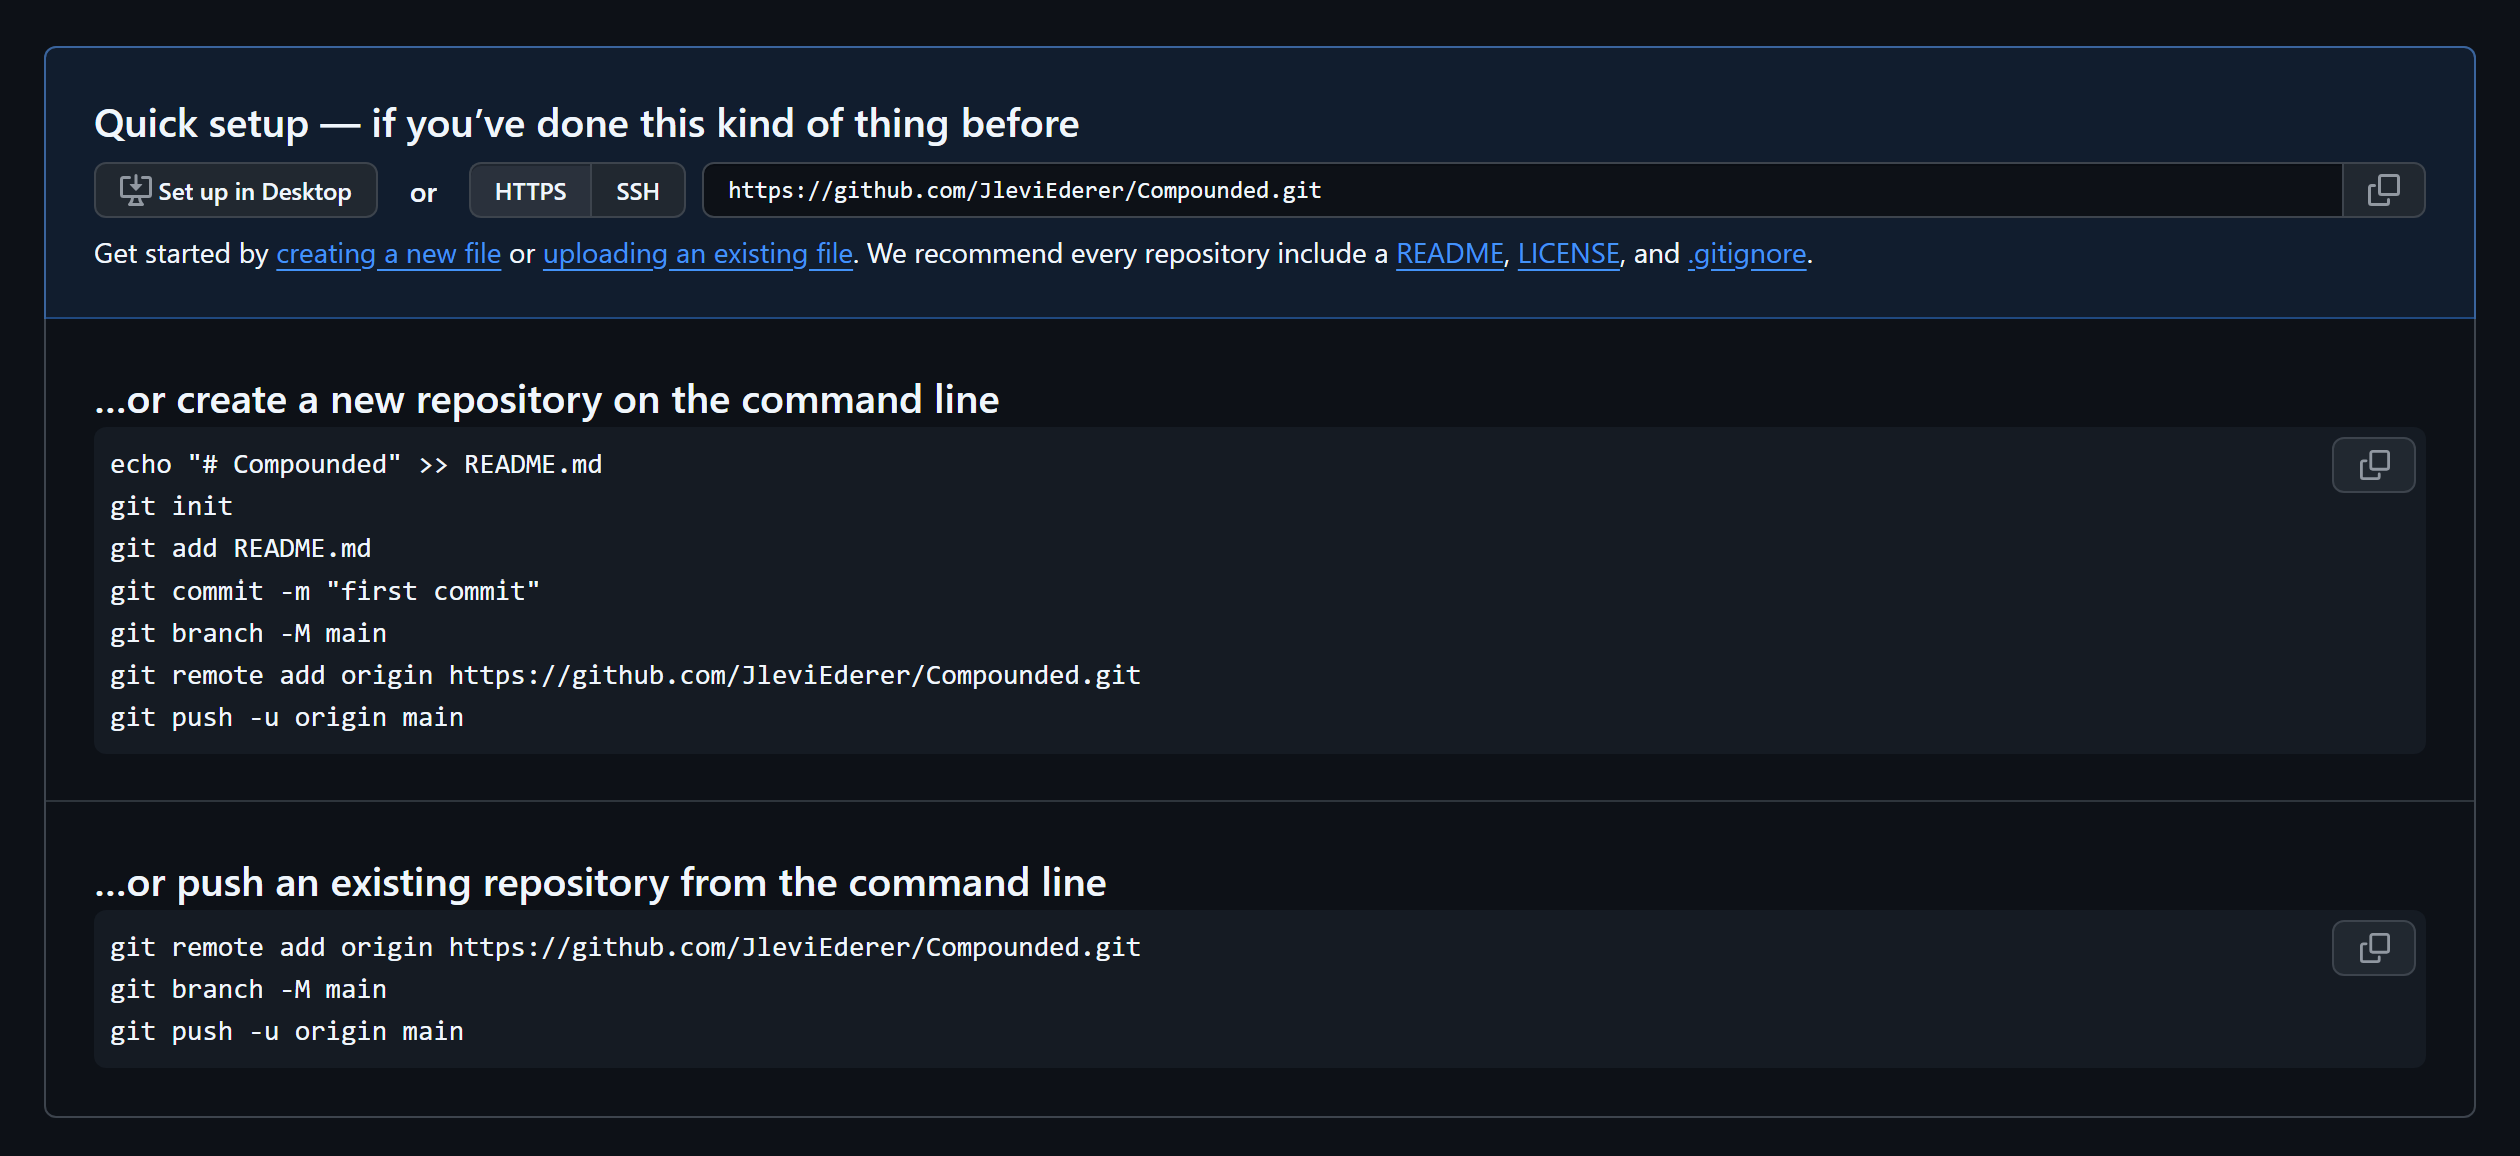 Quick setup — if you’ve done this kind of thing before
Set up in Desktop or HTTPS SSH https://github.com/JleviEderer/Compounded.git
Get started by creating a new file or uploading an existing file. We recommend every repository include a README, LICENSE, and .gitignore.
…or create a new repository on the command line
echo "# Compounded" >> README.md
git init
git add README.md
git commit -m "first commit"
git branch -M main
git remote add origin https://github.com/JleviEderer/Compounded.git
git push -u origin main
…or push an existing repository from the command line
git remote add origin https://github.com/JleviEderer/Compounded.git
git branch -M main
git push -u origin main